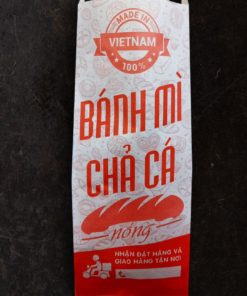 MADE IN
VIETNAM
100%
BÁNH MÌ
CHẢ CÁ
nóng
NHẬN ĐẶT HÀNG VÀ
GIAO HÀNG TẬN NƠI